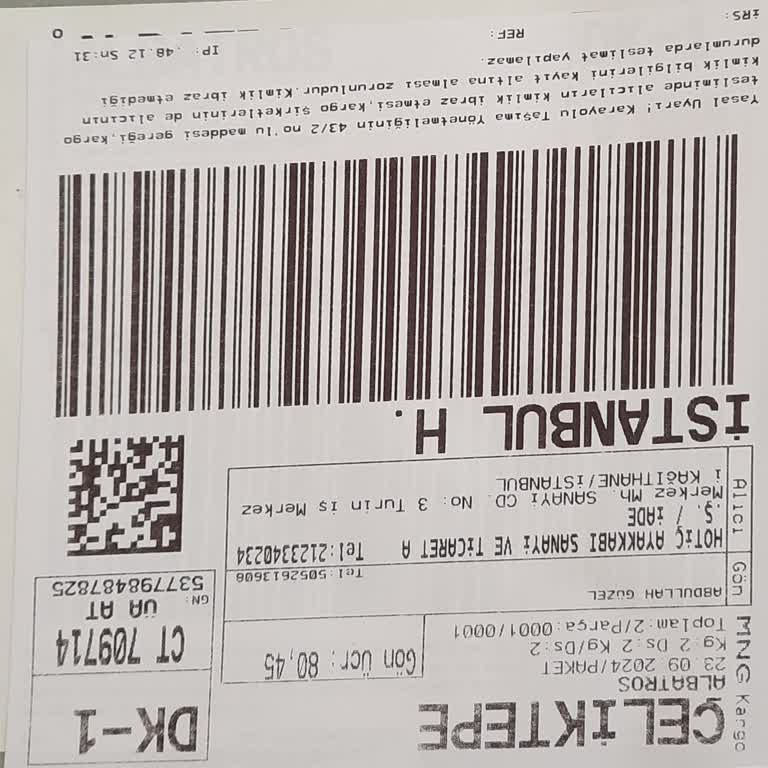 MNG Kargo
ÇELİKTEPE
DK-1
ALBATROS
23 09 2024/PAKET
Kg:2 Ds:2 Kg/Ds:2
Toplam:2/Parça:0001/0001
Gön Ücr: 80,45
CT 709714
ÜA AT
GN:
537798487825
Gön
ABDULLAH GÜZEL
Tel:5052613606
Alıcı
HOTİÇ AYAKKABI SANAYİ VE TİCARET A
Tel:2123340234
.Ş. / İADE
Merkez Mh. SANAYİ CD. No: 3 Turin iş Merkez
i KAĞITHANE/İSTANBUL
İSTANBUL H.
Yasal Uyarı! Karayolu Taşıma Yönetmeliğinin 43/2 no'lu maddesi gereği,kargo
tesliminde alıcıların kimlik ibraz etmesi,kargo şirketlerinin de alıcının
kimlik bilgilerini kayıt altına alması zorunludur.Kimlik ibraz etmediği
durumlarda teslimat yapılamaz.
İRS:
REF:
IP: .48.12 Sn:31